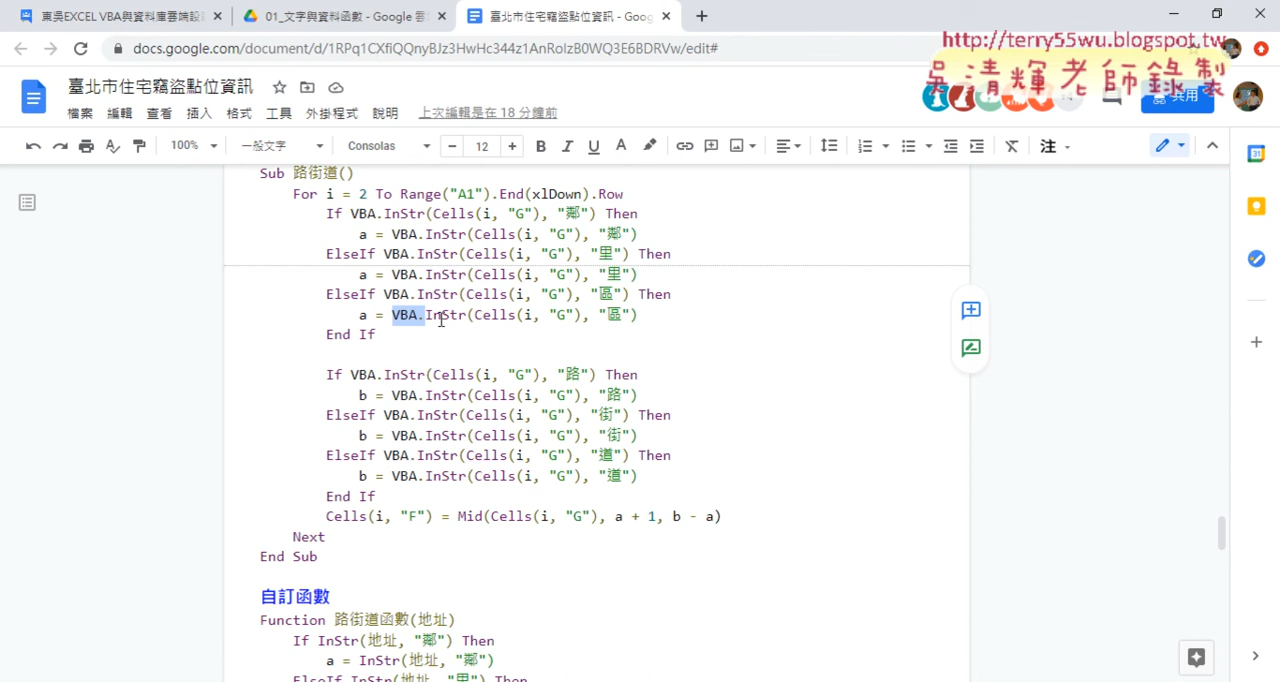 東吳EXCEL VBA與資料庫雲端設
01_文字與資料函數 - Google 雲
臺北市住宅竊盜點位資訊 - Goog
docs.google.com/document/d/1RPq1CXfiQQnyBJz3HwHc344z1AnRoIzB0WQ3E6BDRVw/edit#
http://terry55wu.blogspot.tw
吳清輝老師錄製
臺北市住宅竊盜點位資訊
共用
檔案 編輯 查看 插入 格式 工具 外掛程式 說明 上次編輯是在 18 分鐘前
100% 一般文字 Consolas 12 注
Sub 路街道()
For i = 2 To Range("A1").End(xlDown).Row
If VBA.InStr(Cells(i, "G"), "鄰") Then
a = VBA.InStr(Cells(i, "G"), "鄰")
ElseIf VBA.InStr(Cells(i, "G"), "里") Then
a = VBA.InStr(Cells(i, "G"), "里")
ElseIf VBA.InStr(Cells(i, "G"), "區") Then
a = VBA.InStr(Cells(i, "G"), "區")
End If
If VBA.InStr(Cells(i, "G"), "路") Then
b = VBA.InStr(Cells(i, "G"), "路")
ElseIf VBA.InStr(Cells(i, "G"), "街") Then
b = VBA.InStr(Cells(i, "G"), "街")
ElseIf VBA.InStr(Cells(i, "G"), "道") Then
b = VBA.InStr(Cells(i, "G"), "道")
End If
Cells(i, "F") = Mid(Cells(i, "G"), a + 1, b - a)
Next
End Sub
自訂函數
Function 路街道函數(地址)
If InStr(地址, "鄰") Then
a = InStr(地址, "鄰")
ElseIf InStr(地址, "里") Then